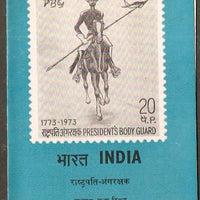 PBG
1773-1973
20
पै.P.
राष्ट्रपति-अंगरक्षक PRESIDENT'S BODY GUARD
भारत INDIA
राष्ट्रपति-अंगरक्षक